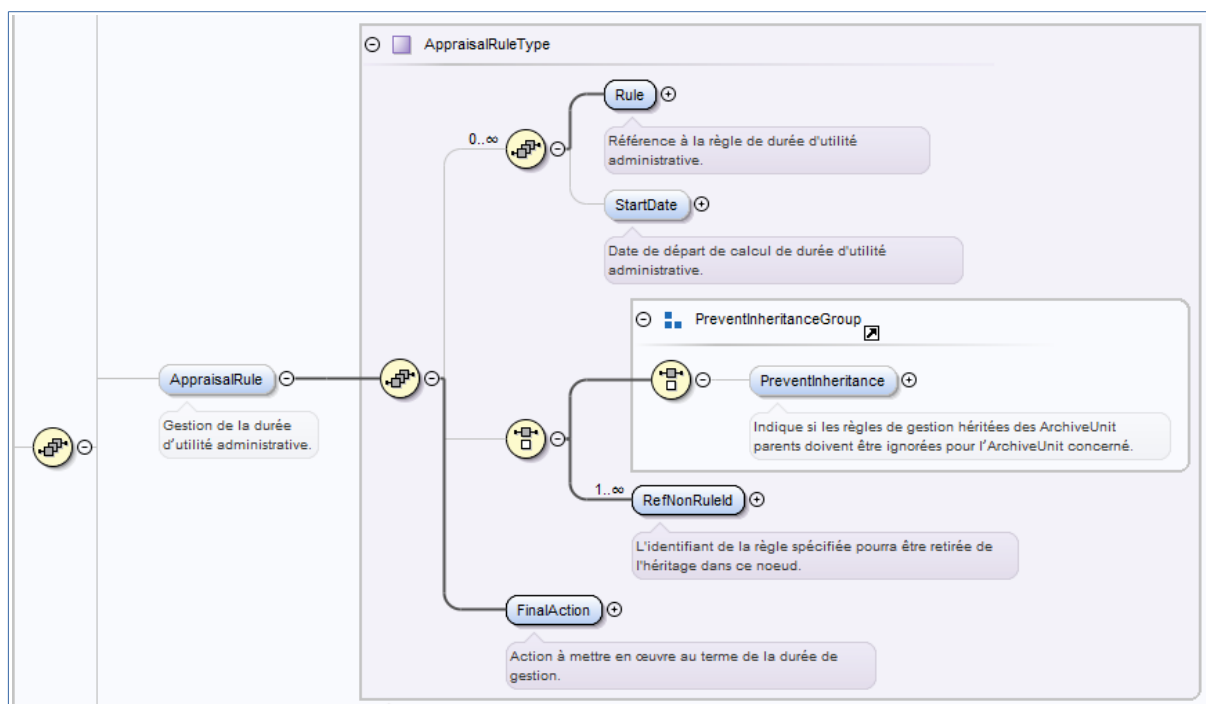 AppraisalRuleType
Rule
0..∞
Référence à la règle de durée d'utilité
administrative.
StartDate
Date de départ de calcul de durée d'utilité
administrative.
PreventInheritanceGroup
AppraisalRule
PreventInheritance
Gestion de la durée
d’utilité administrative.
Indique si les règles de gestion héritées des ArchiveUnit
parents doivent être ignorées pour l’ArchiveUnit concerné.
1..∞
RefNonRuleId
L'identifiant de la règle spécifiée pourra être retirée de
l'héritage dans ce noeud.
FinalAction
Action à mettre en œuvre au terme de la durée de
gestion.